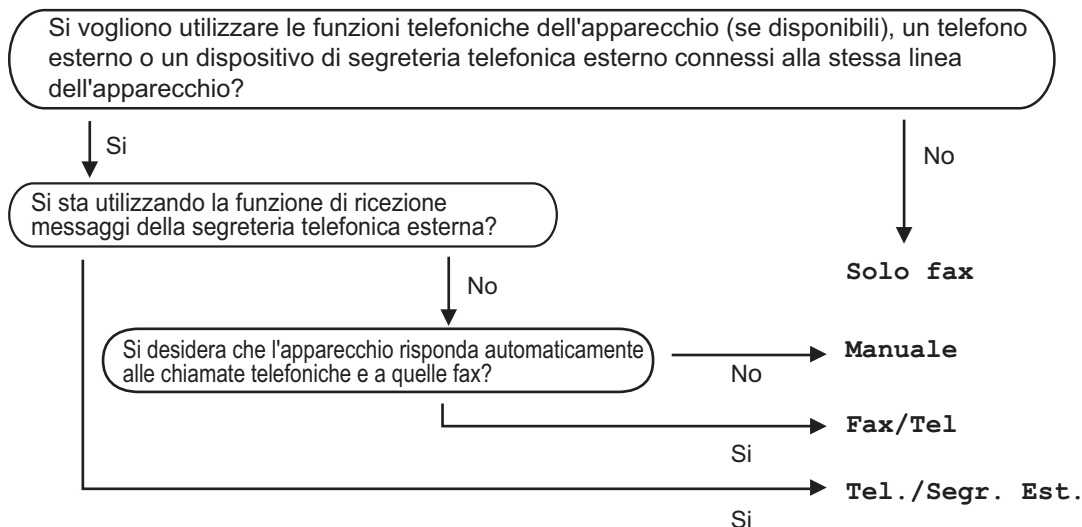 Si vogliono utilizzare le funzioni telefoniche dell'apparecchio (se disponibili), un telefono
esterno o un dispositivo di segreteria telefonica esterno connessi alla stessa linea
dell'apparecchio?
Si
No
Si sta utilizzando la funzione di ricezione
messaggi della segreteria telefonica esterna?
Solo fax
No
Si desidera che l'apparecchio risponda automaticamente
alle chiamate telefoniche e a quelle fax?
No
Manuale
Fax/Tel
Si
Tel./Segr. Est.
Si